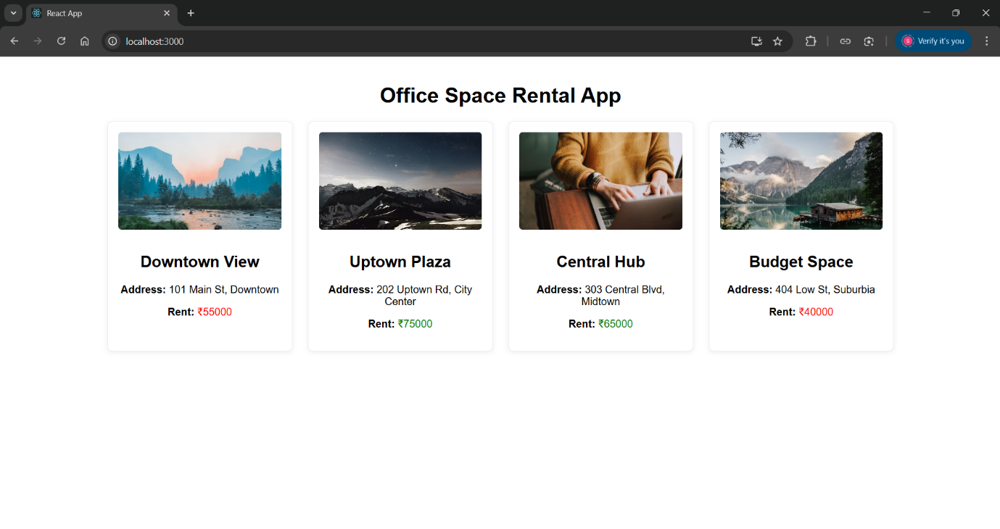 React App
localhost:3000
S
Verify it's you
Office Space Rental App
Downtown View
Address: 101 Main St, Downtown
Rent: ₹55000
Uptown Plaza
Address: 202 Uptown Rd, City
Center
Rent: ₹75000
Central Hub
Address: 303 Central Blvd,
Midtown
Rent: ₹65000
Budget Space
Address: 404 Low St, Suburbia
Rent: ₹40000